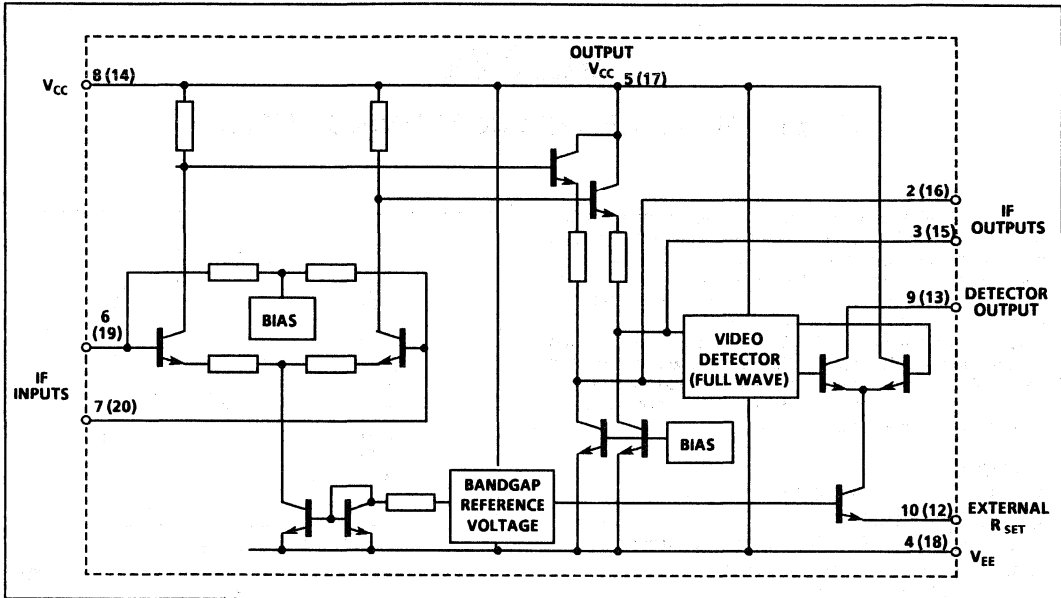 OUTPUT
V_CC
V_CC
8 (14)
5 (17)
2 (16)
IF
OUTPUTS
3 (15)
DETECTOR
OUTPUT
9 (13)
6
(19)
BIAS
VIDEO
DETECTOR
(FULL WAVE)
IF
INPUTS
7 (20)
BIAS
BANDGAP
REFERENCE
VOLTAGE
10 (12)
EXTERNAL
R_SET
4 (18)
V_EE